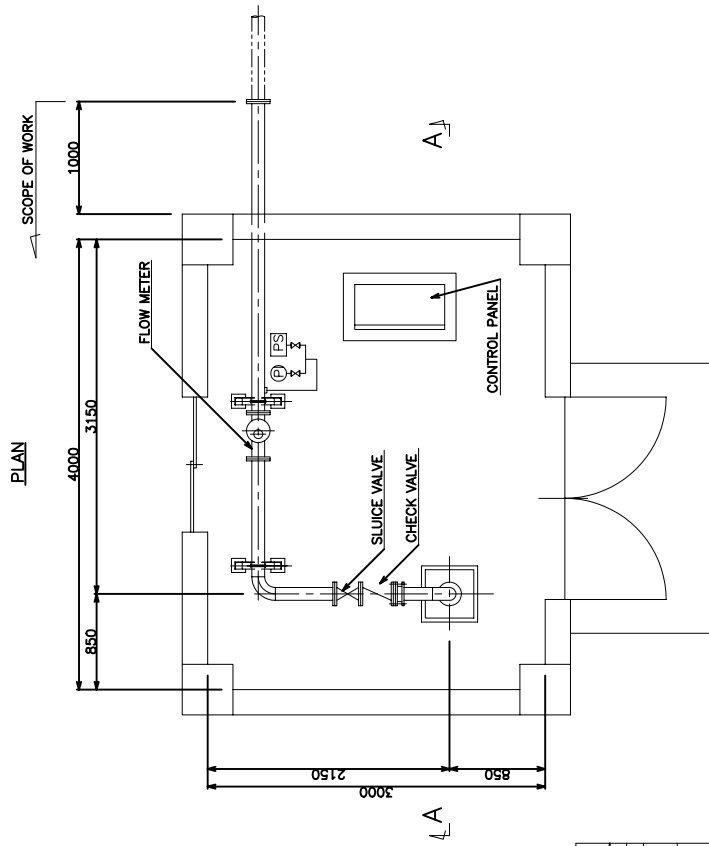 PLAN
SCOPE OF WORK
4000
850
3150
1000
FLOW METER
PI
PS
SLUICE VALVE
CHECK VALVE
CONTROL PANEL
3000
2150
850
A
A